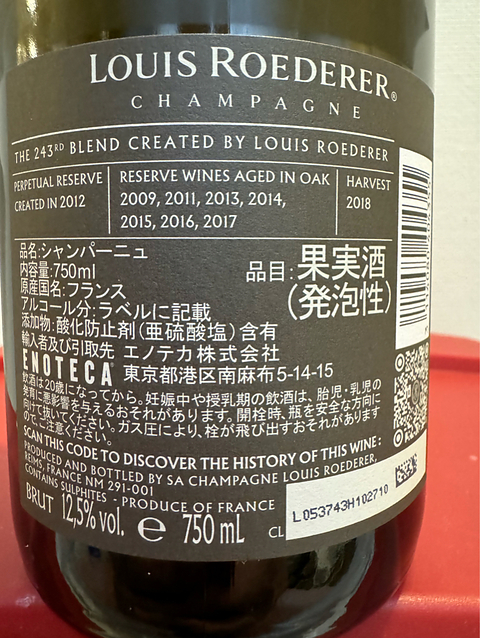 LOUIS ROEDERER®
CHAMPAGNE
THE 243RD BLEND CREATED BY LOUIS ROEDERER
PERPETUAL RESERVE
CREATED IN 2012
RESERVE WINES AGED IN OAK
2009, 2011, 2013, 2014,
2015, 2016, 2017
HARVEST
2018
品名:シャンパーニュ
内容量:750ml
原産国名:フランス
アルコール分:ラベルに記載
品目:果実酒
(発泡性)
添加物:酸化防止剤(亜硫酸塩)含有
輸入者及び引取先 エノテカ株式会社
ENOTECA 東京都港区南麻布5-14-15
飲酒は20歳になってから。妊娠中や授乳期の飲酒は、胎児・乳児の
発育に悪影響を与えるおそれがあります。開栓時、瓶を安全な方向に
向けて抜いてください。ガス圧により、栓が飛び出すおそれがあります
ので、ご注意ください。
SCAN THIS CODE TO DISCOVER THE HISTORY OF THIS WINE:
PRODUCED AND BOTTLED BY SA CHAMPAGNE LOUIS ROEDERER,
REIMS, FRANCE NM 291-001
CONTAINS SULPHITES - PRODUCE OF FRANCE
BRUT 12,5% vol. e 750 mL
CL
L053743H102710